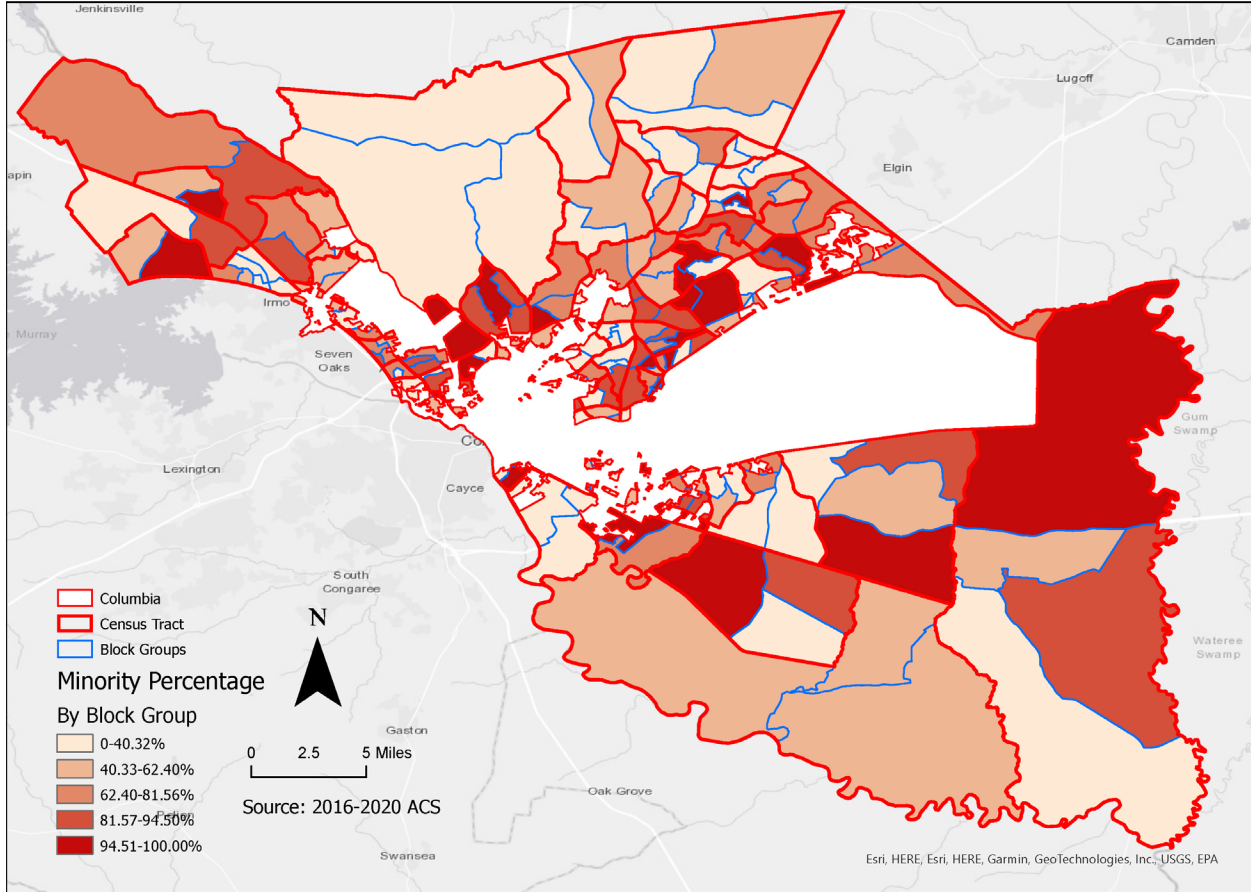 Jenkinsville
Camden
Lugoff
Elgin
apin
Irmo
e Murray
Seven
Oaks
Gum
Swamp
Co
Lexington
Cayce
South
Congaree
Wateree
Swamp
Gaston
Oak Grove
Swansea
Columbia
Census Tract
Block Groups
N
Minority Percentage
By Block Group
0-40.32%
40.33-62.40%
62.40-81.56%
81.57-94.50%
94.51-100.00%
0 2.5 5 Miles
Source: 2016-2020 ACS
Esri, HERE, Esri, HERE, Garmin, GeoTechnologies, Inc., USGS, EPA